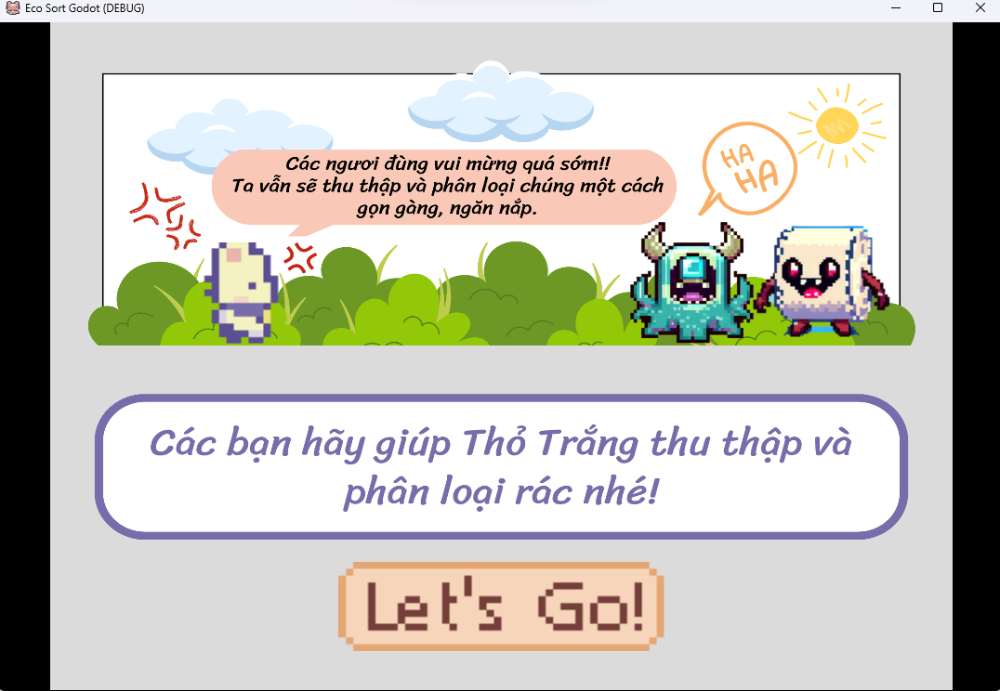 Eco Sort Godot (DEBUG)
Các ngươi đừng vui mừng quá sớm!!
Ta vẫn sẽ thu thập và phân loại chúng một cách
gọn gàng, ngăn nắp.
HA
HA
Các bạn hãy giúp Thỏ Trắng thu thập và
phân loại rác nhé!
Let's Go!